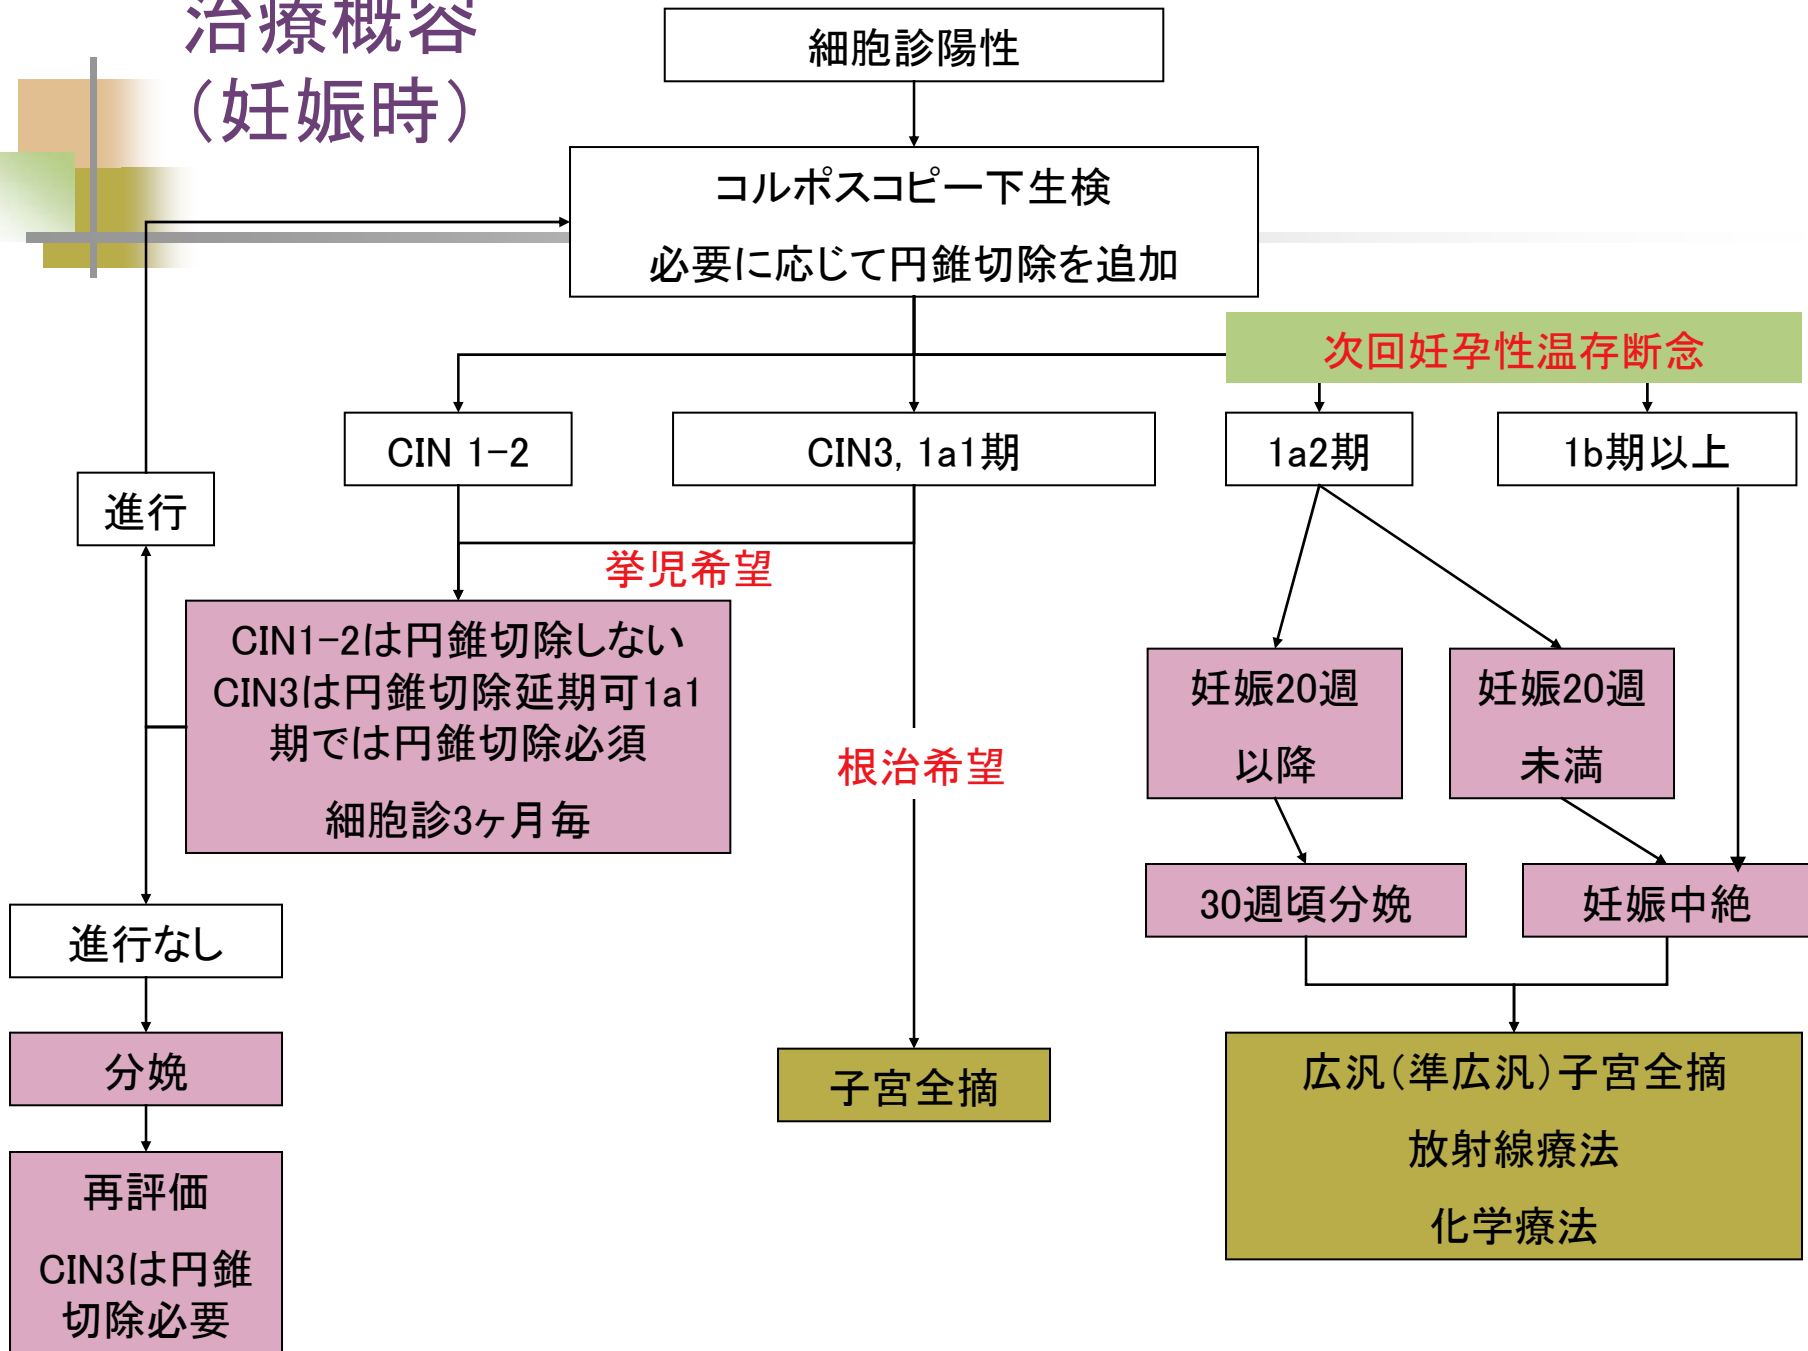 治療概容
（妊娠時）
細胞診陽性
コルポスコピー下生検
必要に応じて円錐切除を追加
次回妊孕性温存断念
CIN 1-2
CIN3, 1a1期
1a2期
1b期以上
進行
挙児希望
CIN1-2は円錐切除しない
CIN3は円錐切除延期可1a1
期では円錐切除必須
細胞診3ヶ月毎
根治希望
妊娠20週
以降
妊娠20週
未満
30週頃分娩
妊娠中絶
進行なし
分娩
子宮全摘
広汎（準広汎）子宮全摘
放射線療法
化学療法
再評価
CIN3は円錐
切除必要